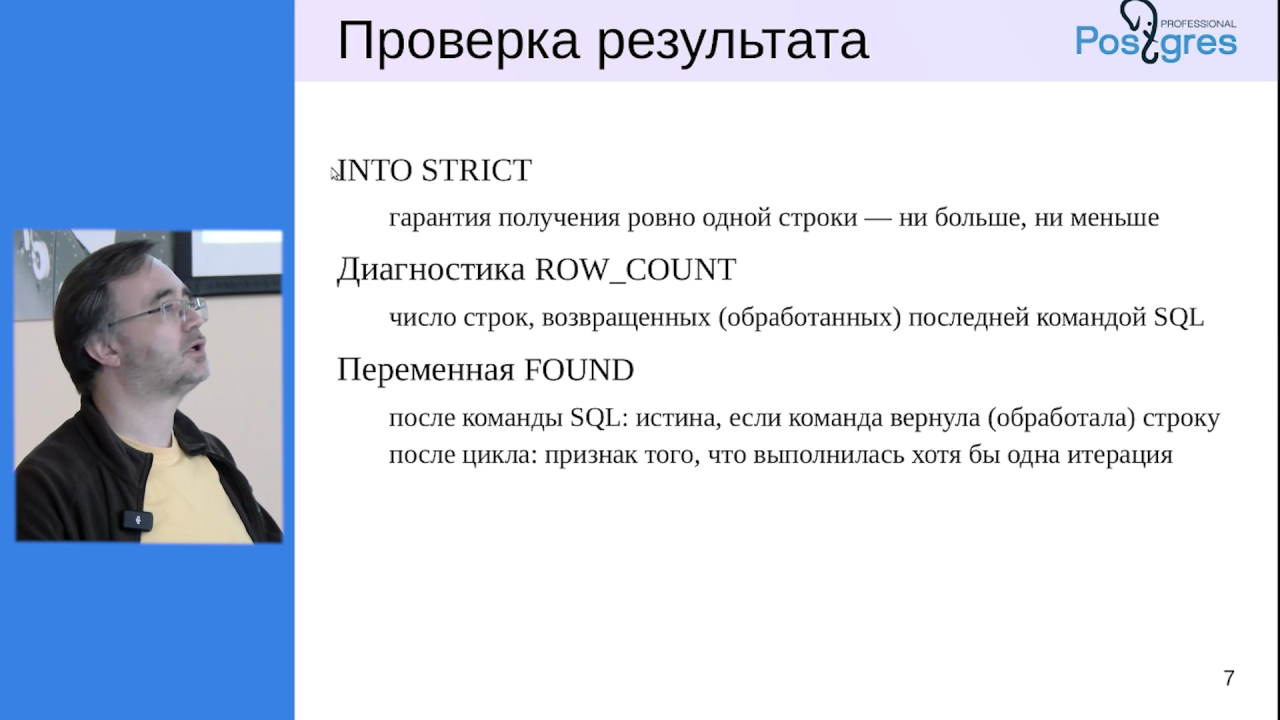 Проверка результата
PROFESSIONAL
Postgres
INTO STRICT
гарантия получения ровно одной строки — ни больше, ни меньше
Диагностика ROW_COUNT
число строк, возвращенных (обработанных) последней командой SQL
Переменная FOUND
после команды SQL: истина, если команда вернула (обработала) строку
после цикла: признак того, что выполнилась хотя бы одна итерация
7